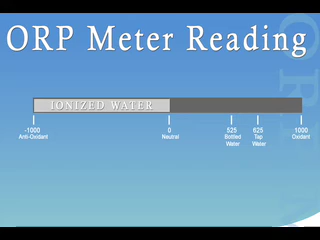 ORP Meter Reading
IONIZED WATER
-1000 0 525 625 1000
Anti-Oxidant Neutral Bottled Tap Oxidant
Water Water